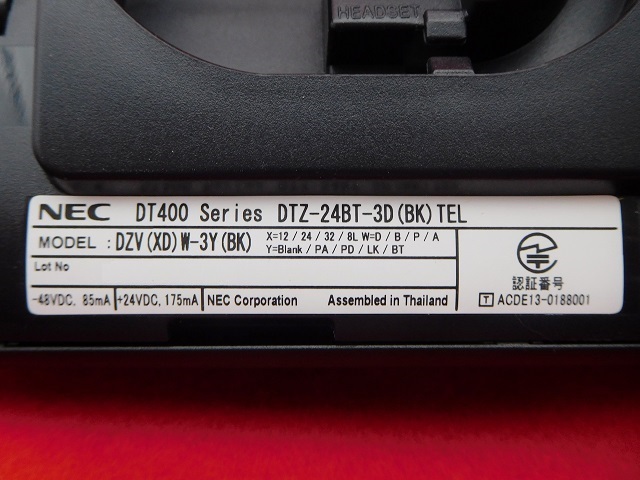 HEADSET
NEC DT400 Series DTZ-24BT-3D(BK)TEL
MODEL : DZV(XD)W-3Y(BK) X=12 / 24 / 32 / 8L W=D / B / P / A
Y=Blank / PA / PD / LK / BT
Lot No
認証番号
-48VDC, 85mA +24VDC, 175mA NEC Corporation Assembled in Thailand
T ACDE13-0188001